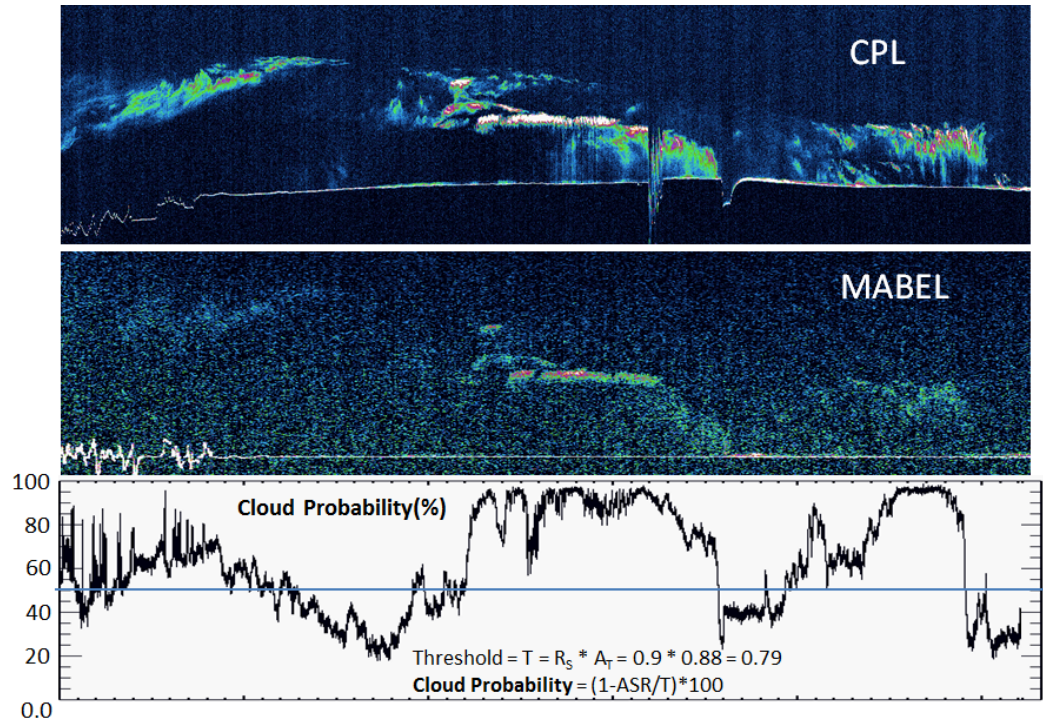 CPL
MABEL
100
Cloud Probability(%)
80
60
40
20
Threshold = T = R_S * A_T = 0.9 * 0.88 = 0.79
Cloud Probability = (1-ASR/T)*100
0.0